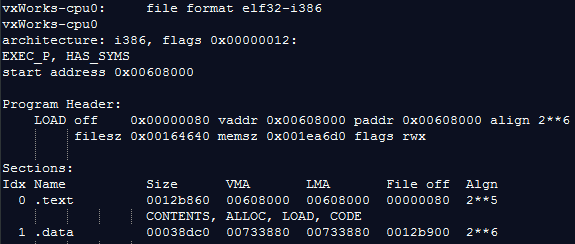 vxWorks-cpu0:     file format elf32-i386
vxWorks-cpu0
architecture: i386, flags 0x00000012:
EXEC_P, HAS_SYMS
start address 0x00608000
Program Header:
    LOAD off    0x00000080 vaddr 0x00608000 paddr 0x00608000 align 2**6
         filesz 0x00164640 memsz 0x001ea6d0 flags rwx
Sections:
Idx Name          Size      VMA       LMA       File off  Algn
  0 .text         0012b860  00608000  00608000  00000080  2**5
                  CONTENTS, ALLOC, LOAD, CODE
  1 .data         00038dc0  00733880  00733880  0012b900  2**6